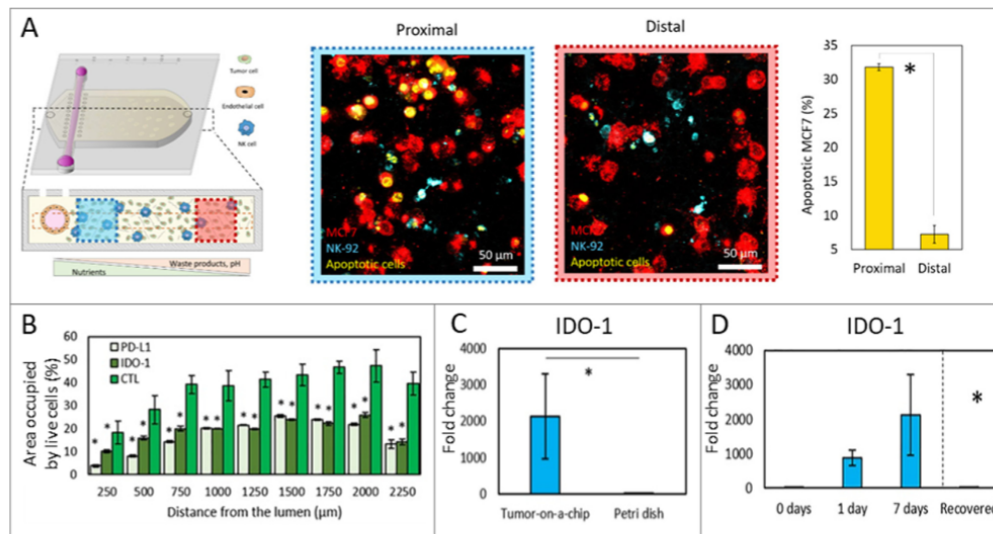 A
Tumor cell
Endothelial cell
NK cell
Waste products, pH
Nutrients
Proximal
MCF7
NK-92
Apoptotic cells
50 µm
Distal
MCF7
NK-92
Apoptotic cells
50 µm
Apoptotic MCF7 (%)
35
30
25
20
15
10
5
*
Proximal Distal
B
Area occupied
by live cells (%)
60
50
40
30
20
10
0
PD-L1
IDO-1
CTL
* * * * * * * * * * * * * * * * * *
250 500 750 1000 1250 1500 1750 2000 2250
Distance from the lumen (µm)
C
IDO-1
Fold change
4000
3000
2000
1000
0
*
Tumor-on-a-chip Petri dish
D
IDO-1
Fold change
4000
3000
2000
1000
0
*
0 days 1 day 7 days Recovered